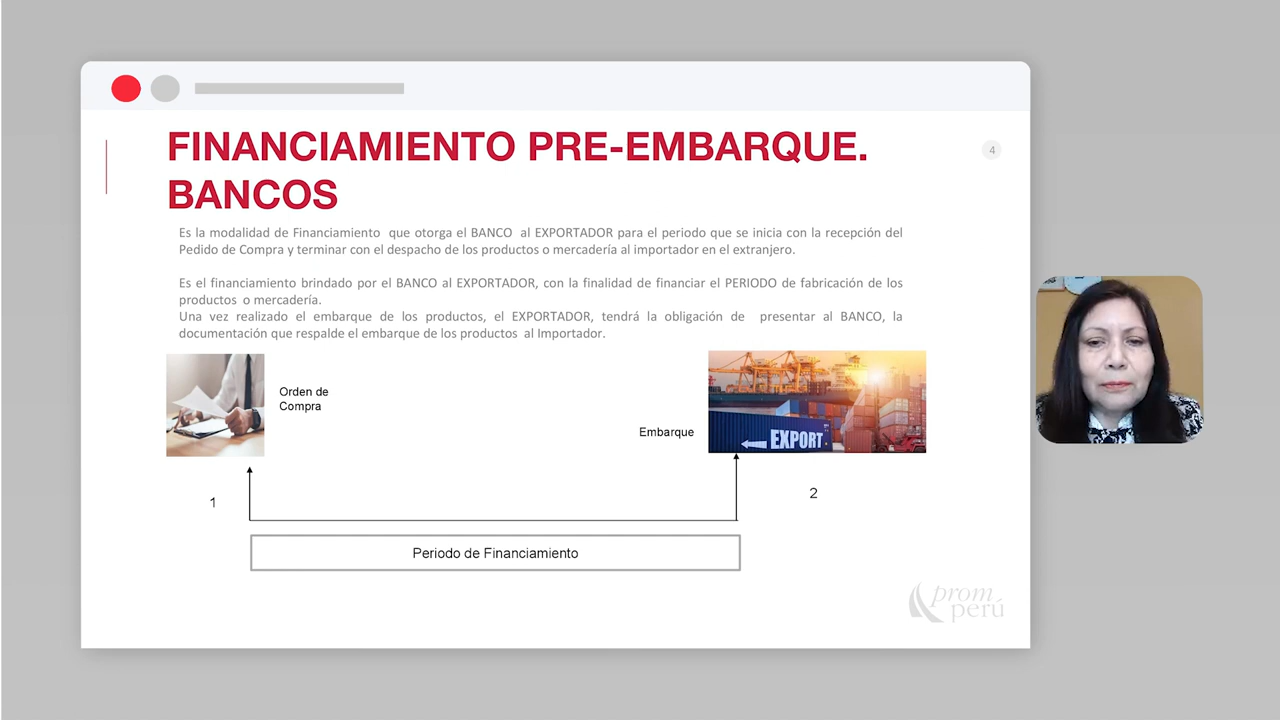 FINANCIAMIENTO PRE-EMBARQUE.
BANCOS
4
Es la modalidad de Financiamiento que otorga el BANCO al EXPORTADOR para el periodo que se inicia con la recepción del
Pedido de Compra y terminar con el despacho de los productos o mercadería al importador en el extranjero.
Es el financiamiento brindado por el BANCO al EXPORTADOR, con la finalidad de financiar el PERIODO de fabricación de los
productos o mercadería.
Una vez realizado el embarque de los productos, el EXPORTADOR, tendrá la obligación de presentar al BANCO, la
documentación que respalde el embarque de los productos al Importador.
Orden de
Compra
Embarque
EXPORT
1
2
Periodo de Financiamiento
prom
perú